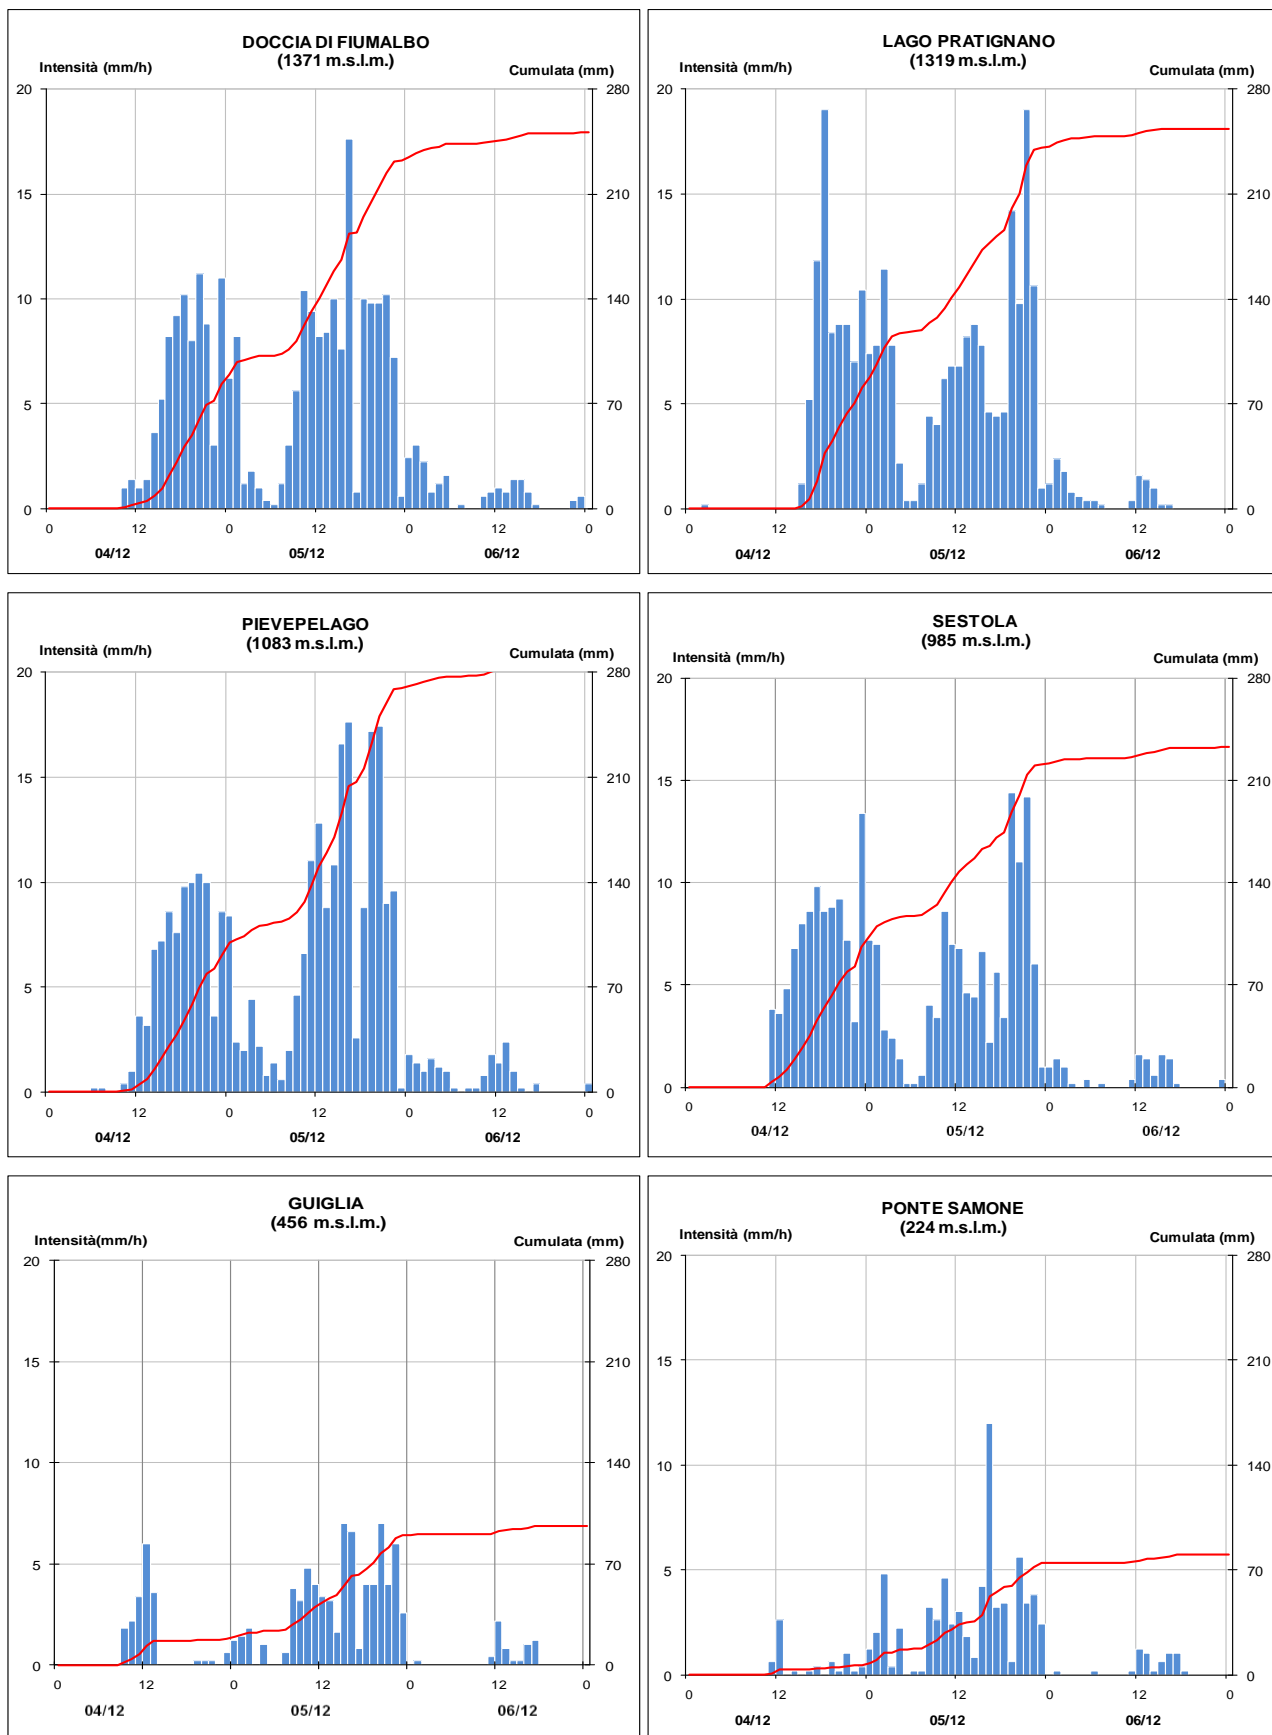 DOCCIA DI FIUMALBO
(1371 m.s.l.m.)
Intensità (mm/h)
Cumulata (mm)
20
280
15
210
10
140
5
70
0
0
0 12 0 12 0 12 0
04/12 05/12 06/12
LAGO PRATIGNANO
(1319 m.s.l.m.)
Intensità (mm/h)
Cumulata (mm)
20
280
15
210
10
140
5
70
0
0
0 12 0 12 0 12 0
04/12 05/12 06/12
PIEVEPELAGO
(1083 m.s.l.m.)
Intensità (mm/h)
Cumulata (mm)
20
280
15
210
10
140
5
70
0
0
0 12 0 12 0 12 0
04/12 05/12 06/12
SESTOLA
(985 m.s.l.m.)
Intensità (mm/h)
Cumulata (mm)
20
280
15
210
10
140
5
70
0
0
0 12 0 12 0 12 0
04/12 05/12 06/12
GUIGLIA
(456 m.s.l.m.)
Intensità(mm/h)
Cumulata (mm)
20
280
15
210
10
140
5
70
0
0
0 12 0 12 0 12 0
04/12 05/12 06/12
PONTE SAMONE
(224 m.s.l.m.)
Intensità (mm/h)
Cumulata (mm)
20
280
15
210
10
140
5
70
0
0
0 12 0 12 0 12 0
04/12 05/12 06/12